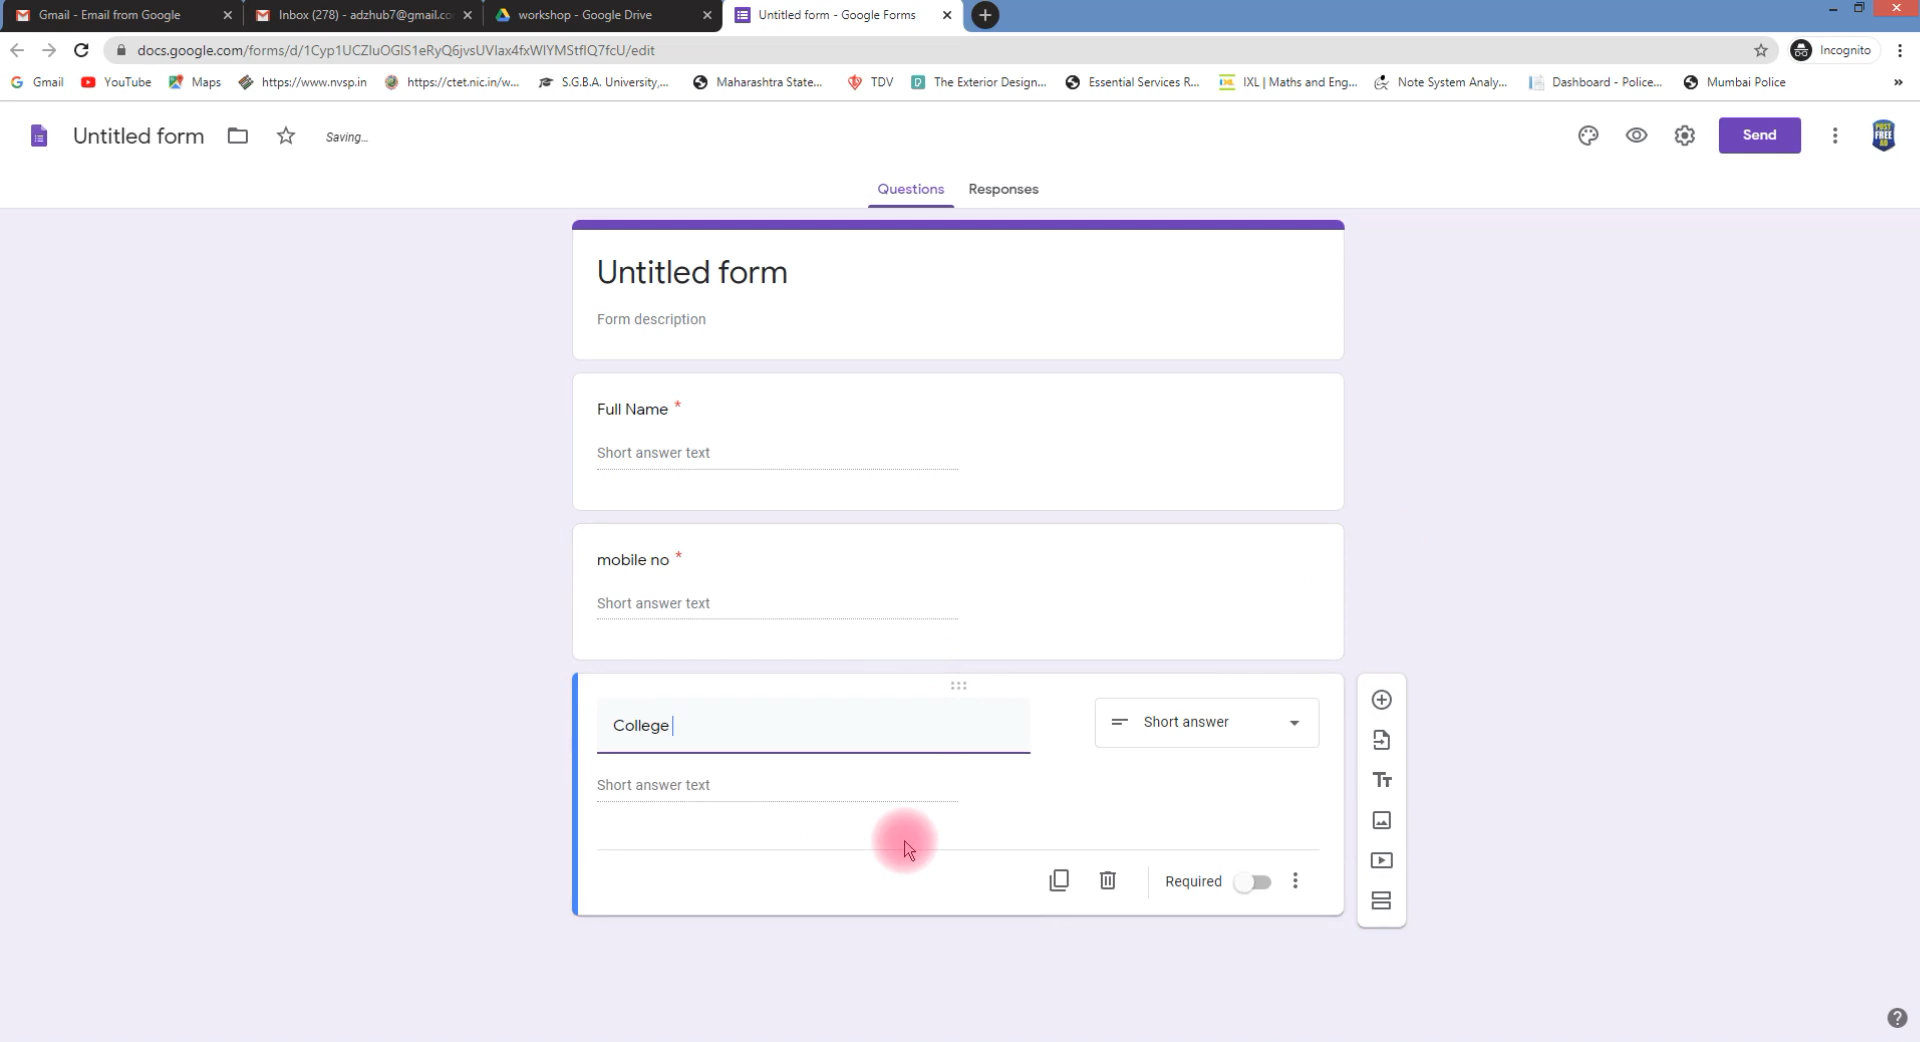 Gmail - Email from Google
Inbox (278) - adzhub7@gmail.co
workshop - Google Drive
Untitled form - Google Forms
docs.google.com/forms/d/1Cyp1UCZluOGIS1eRyQ6jvsUVlax4fxWIYMStflQ7fcU/edit
Incognito
Gmail
YouTube
Maps
https://www.nvsp.in
https://ctet.nic.in/w...
S.G.B.A. University,...
Maharashtra State...
TDV
The Exterior Design...
Essential Services R...
IXL | Maths and Eng...
Note System Analy...
Dashboard - Police...
Mumbai Police
»
Untitled form
Saving...
Send
POST FREE AD
Questions
Responses
Untitled form
Form description
Full Name *
Short answer text
mobile no *
Short answer text
College
Short answer
Short answer text
Required